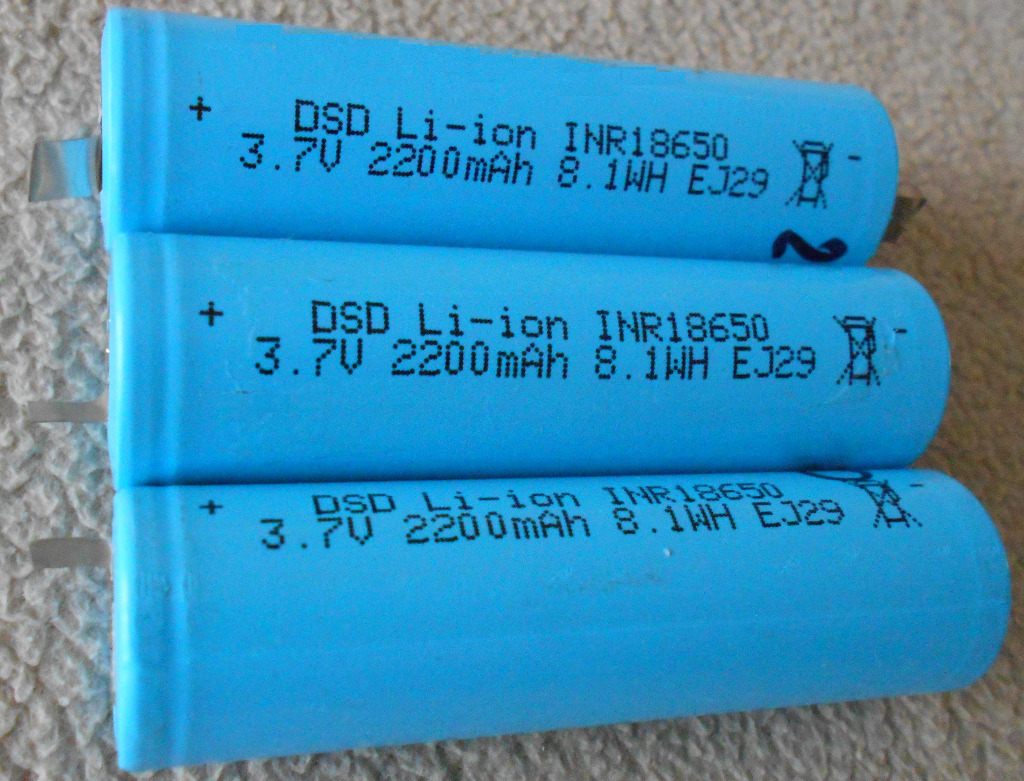 + DSD Li-ion INR18650 -
3.7V 2200mAh 8.1WH EJ29
2
+ DSD Li-ion INR18650 -
3.7V 2200mAh 8.1WH EJ29
+ DSD Li-ion INR18650 -
3.7V 2200mAh 8.1WH EJ29